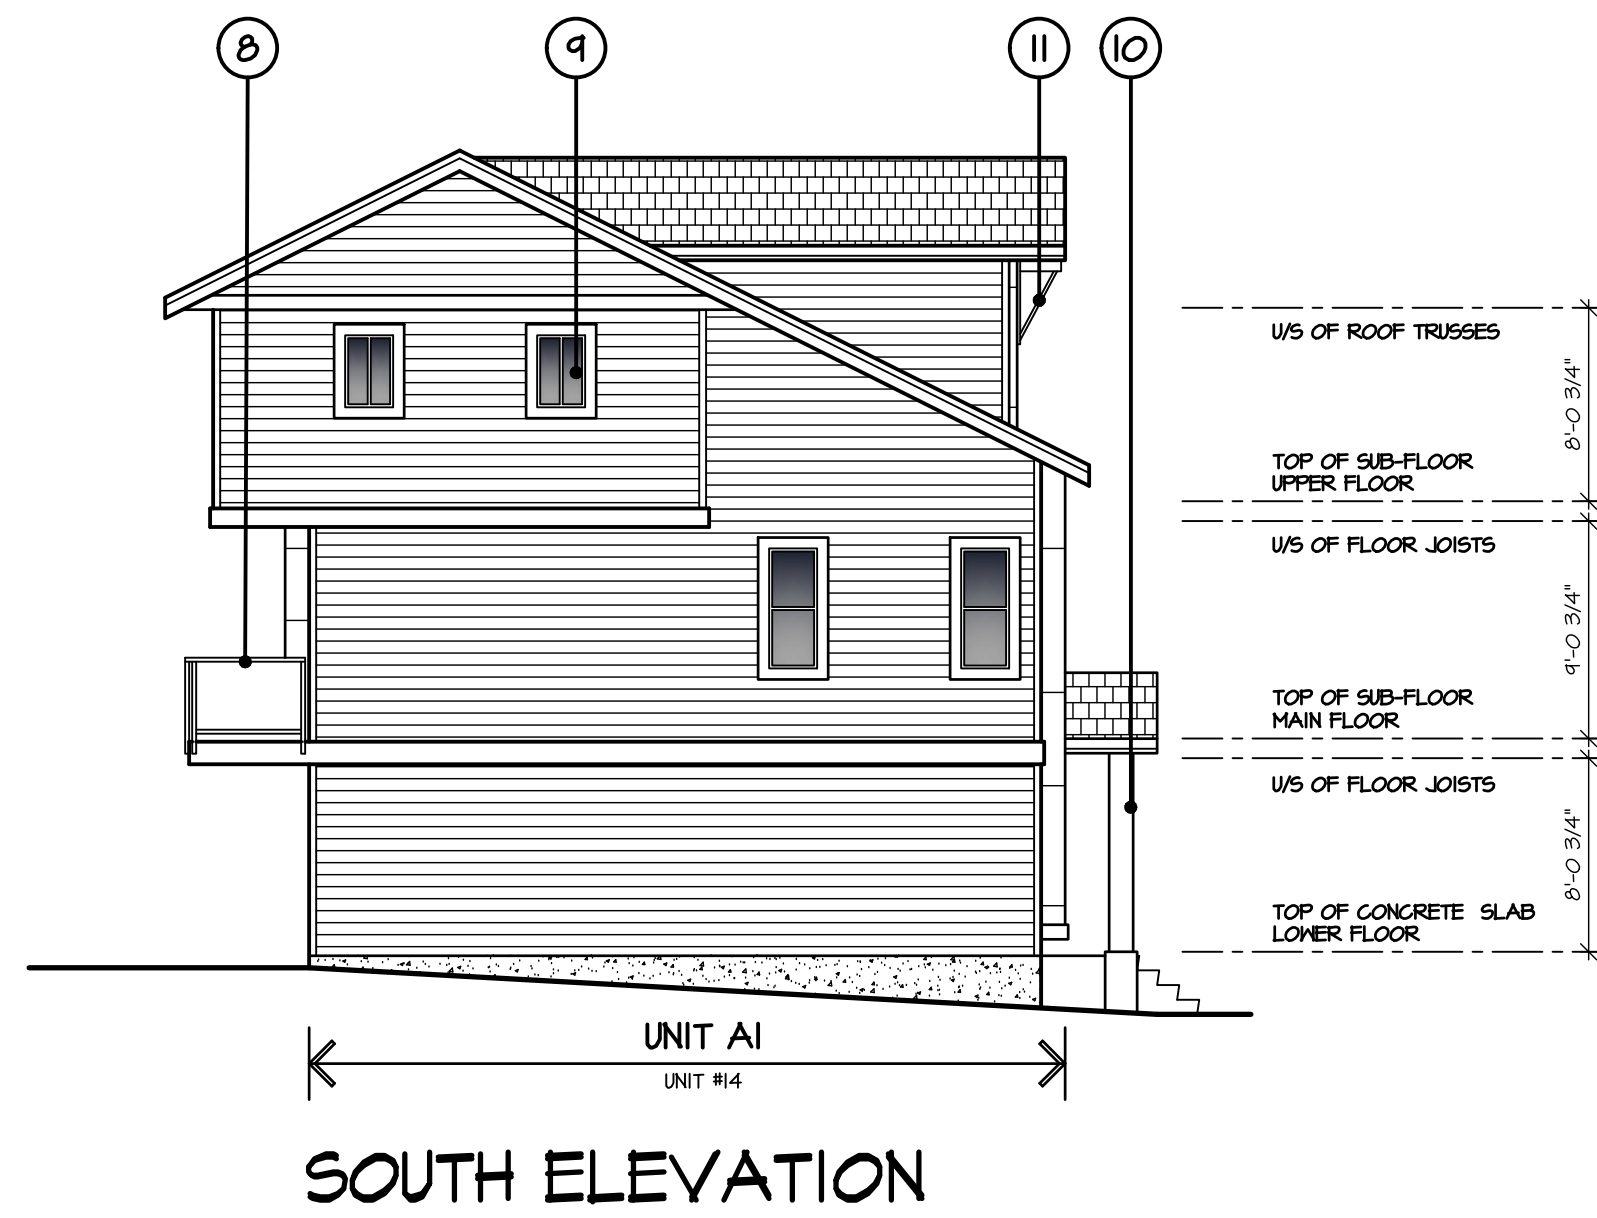 8 9 11 10
U/S OF ROOF TRUSSES
8'-0 3/4"
TOP OF SUB-FLOOR
UPPER FLOOR
U/S OF FLOOR JOISTS
9'-0 3/4"
TOP OF SUB-FLOOR
MAIN FLOOR
U/S OF FLOOR JOISTS
8'-0 3/4"
TOP OF CONCRETE SLAB
LOWER FLOOR
UNIT A1
UNIT #14
SOUTH ELEVATION